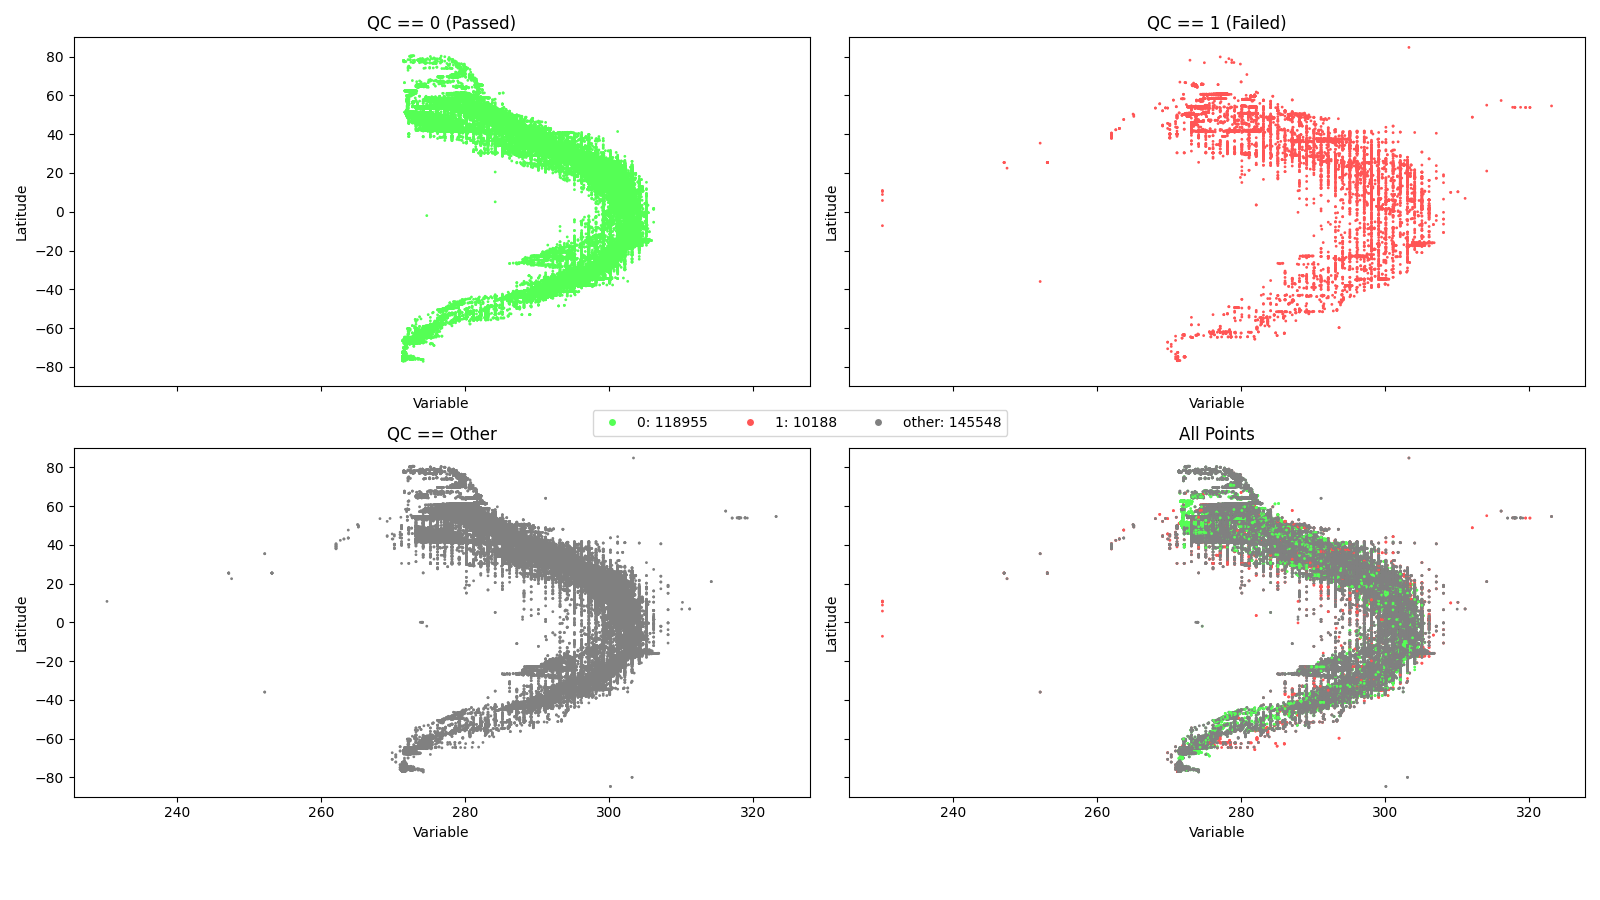 QC == 0 (Passed)
QC == 1 (Failed)
Latitude
80
60
40
20
0
−20
−40
−60
−80
Variable
Latitude
Variable
0: 118955
1: 10188
other: 145548
QC == Other
All Points
Latitude
80
60
40
20
0
−20
−40
−60
−80
240
260
280
300
320
Variable
Latitude
240
260
280
300
320
Variable